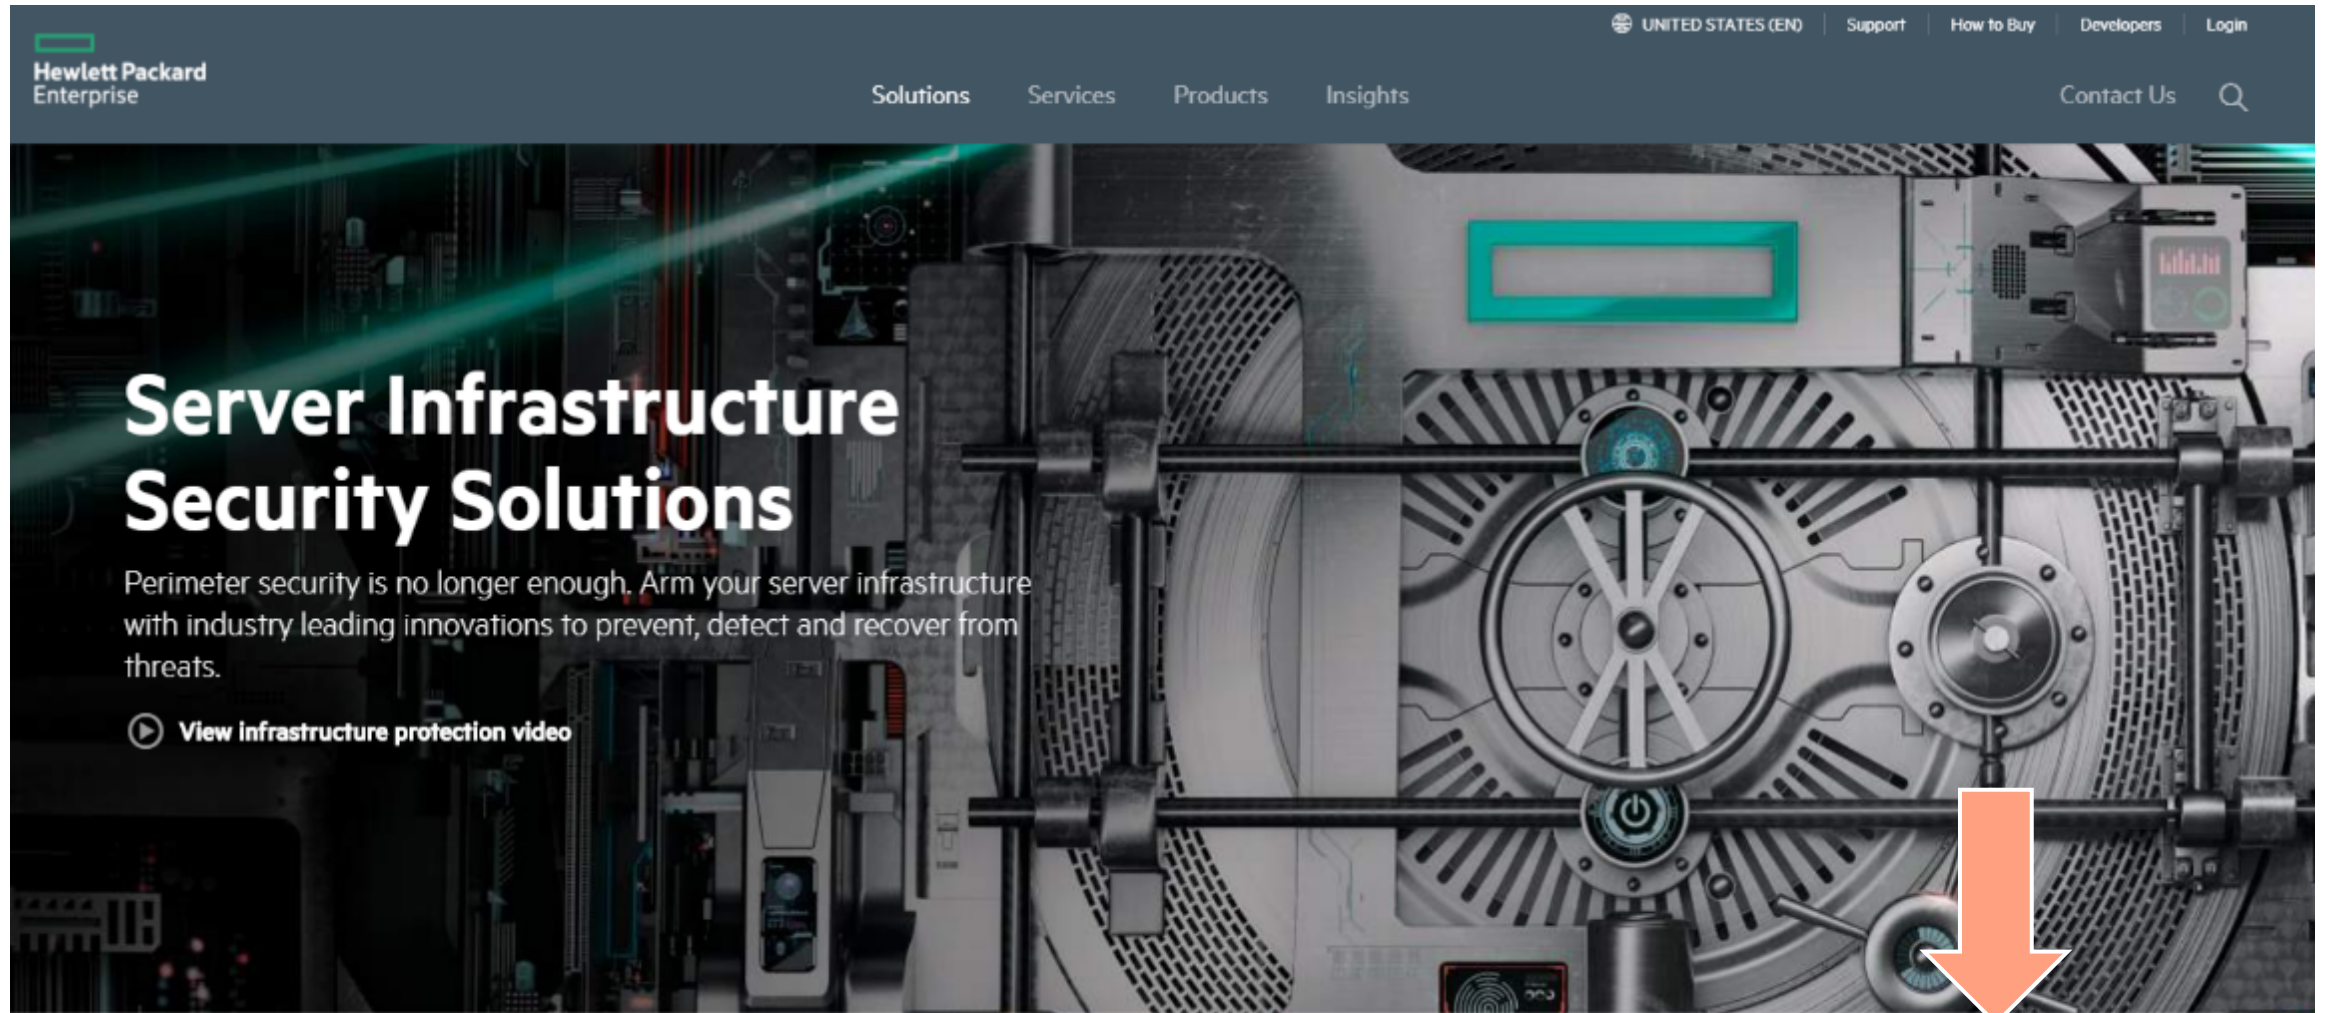 UNITED STATES (EN) Support How to Buy Developers Login
Hewlett Packard
Enterprise
Solutions Services Products Insights Contact Us
Server Infrastructure
Security Solutions
Perimeter security is no longer enough. Arm your server infrastructure
with industry leading innovations to prevent, detect and recover from
threats.
View infrastructure protection video